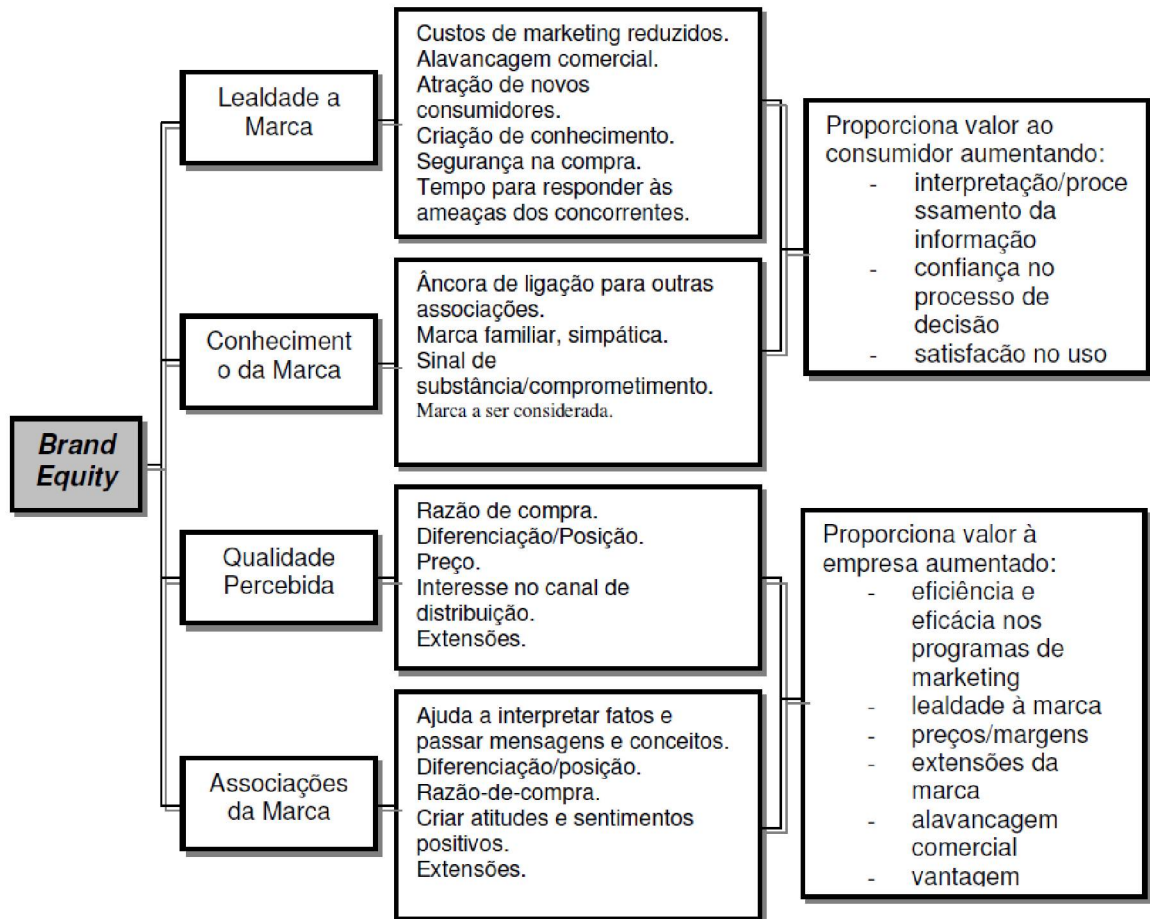 Brand
Equity
Lealdade a
Marca
Custos de marketing reduzidos.
Alavancagem comercial.
Atração de novos
consumidores.
Criação de conhecimento.
Segurança na compra.
Tempo para responder às
ameaças dos concorrentes.
Conheciment
o da Marca
Âncora de ligação para outras
associações.
Marca familiar, simpática.
Sinal de
substância/comprometimento.
Marca a ser considerada.
Qualidade
Percebida
Razão de compra.
Diferenciação/Posição.
Preço.
Interesse no canal de
distribuição.
Extensões.
Associações
da Marca
Ajuda a interpretar fatos e
passar mensagens e conceitos.
Diferenciação/posição.
Razão-de-compra.
Criar atitudes e sentimentos
positivos.
Extensões.
Proporciona valor ao
consumidor aumentando:
- interpretação/proce
ssamento da
informação
- confiança no
processo de
decisão
- satisfacão no uso
Proporciona valor à
empresa aumentado:
- eficiência e
eficácia nos
programas de
marketing
- lealdade à marca
- preços/margens
- extensões da
marca
- alavancagem
comercial
- vantagem